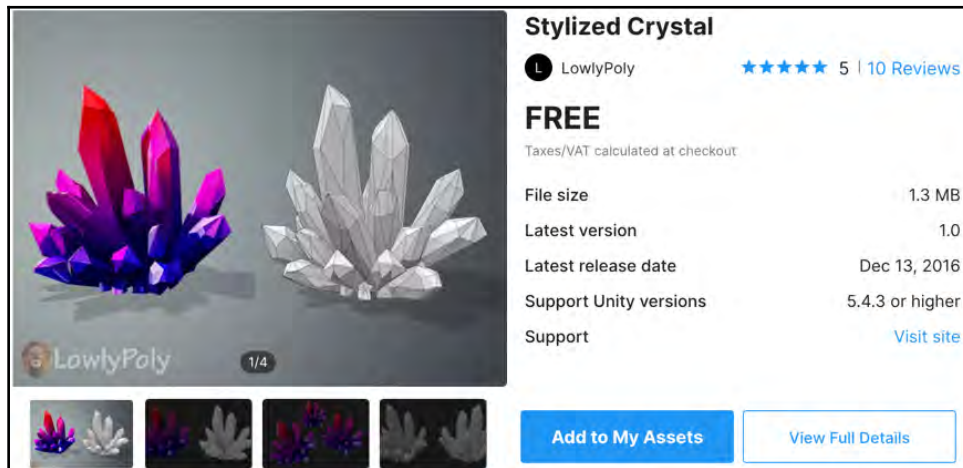 Stylized Crystal
L LowlyPoly ★★★★★ 5 | 10 Reviews
FREE
Taxes/VAT calculated at checkout
File size 1.3 MB
Latest version 1.0
Latest release date Dec 13, 2016
Support Unity versions 5.4.3 or higher
Support Visit site
LowlyPoly 1/4
Add to My Assets View Full Details